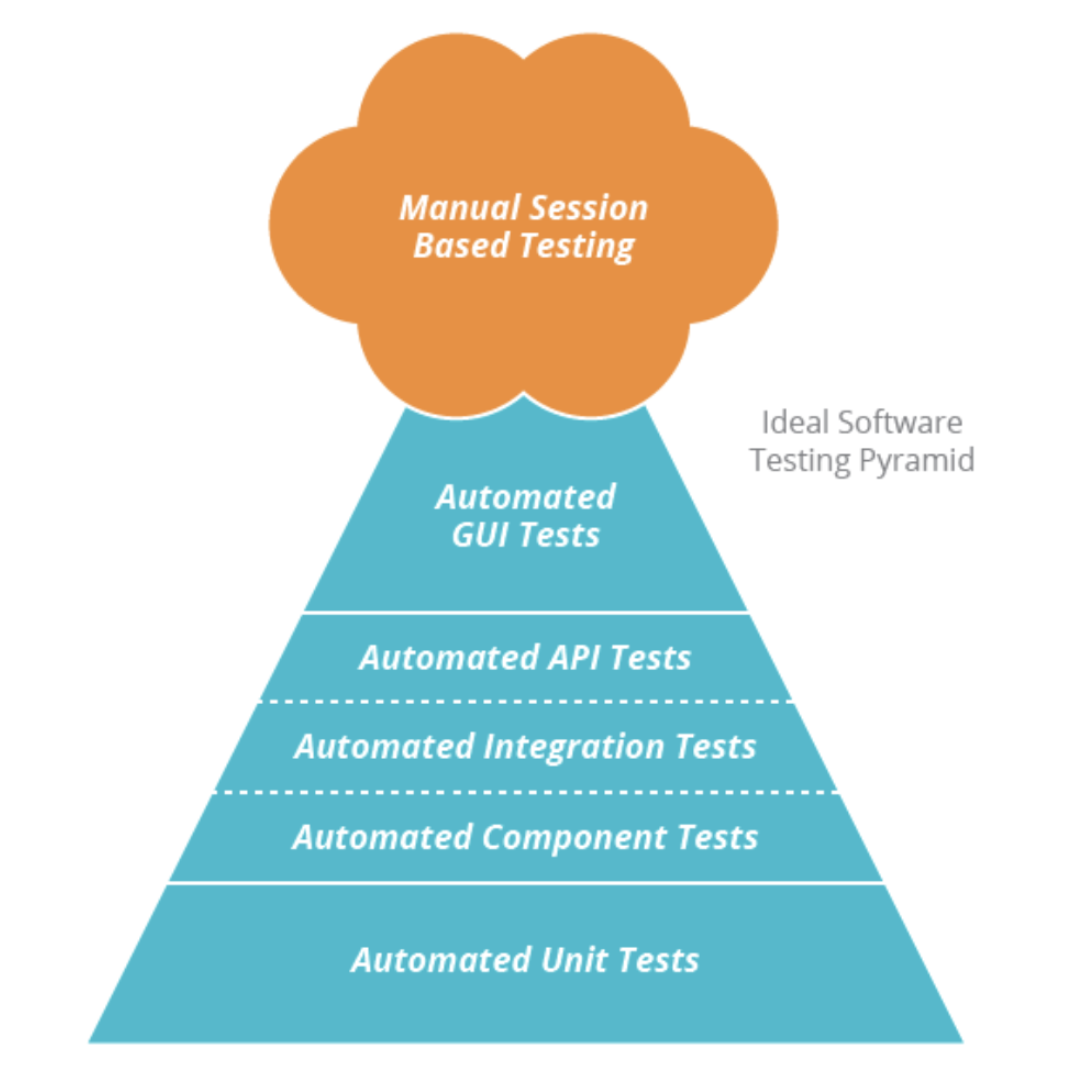 Manual Session
Based Testing
Ideal Software
Testing Pyramid
Automated
GUI Tests
Automated API Tests
Automated Integration Tests
Automated Component Tests
Automated Unit Tests